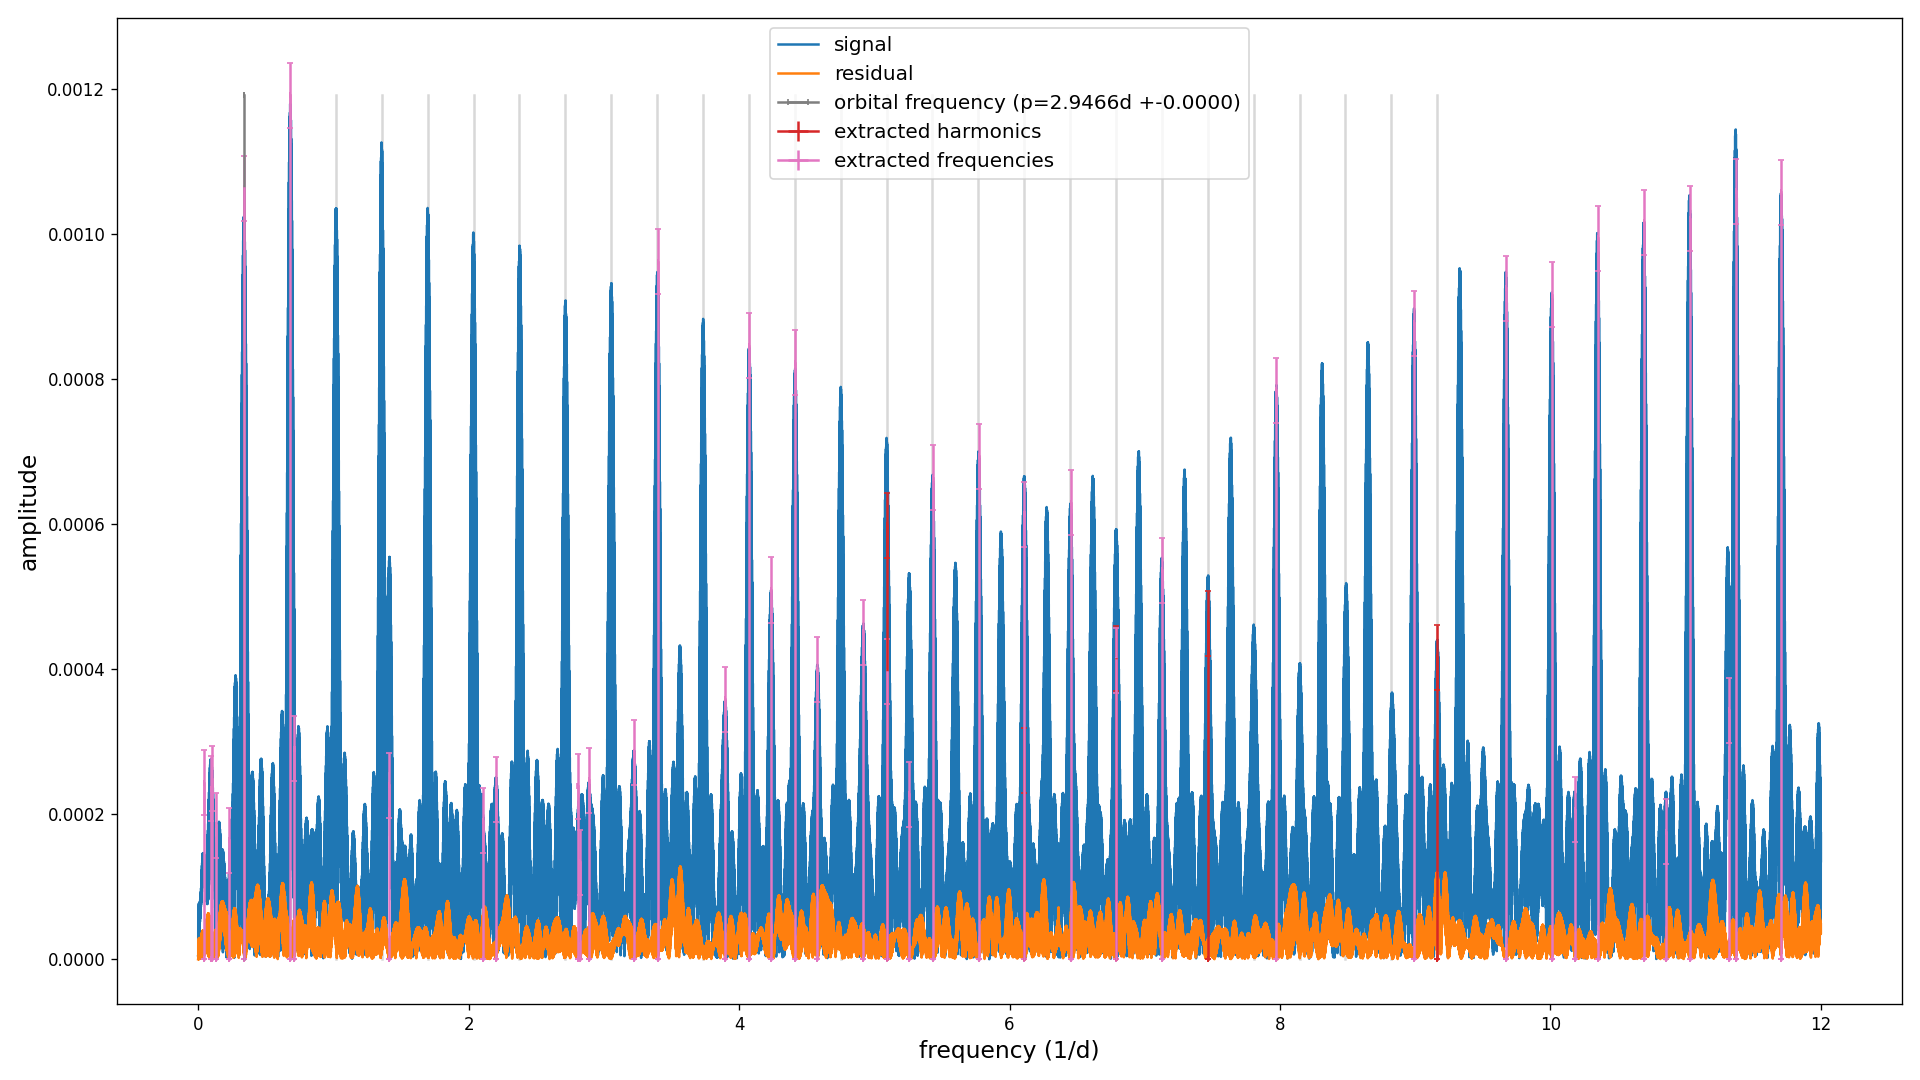 signal
residual
orbital frequency (p=2.9466d +-0.0000)
extracted harmonics
extracted frequencies
amplitude
0.0012
0.0010
0.0008
0.0006
0.0004
0.0002
0.0000
0 2 4 6 8 10 12
frequency (1/d)